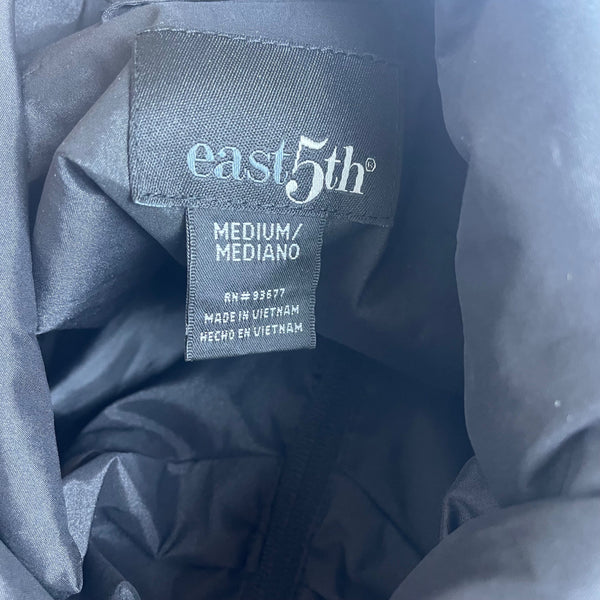 east5th®
MEDIUM/
MEDIANO
RN#93677
MADE IN VIETNAM
HECHO EN VIETNAM